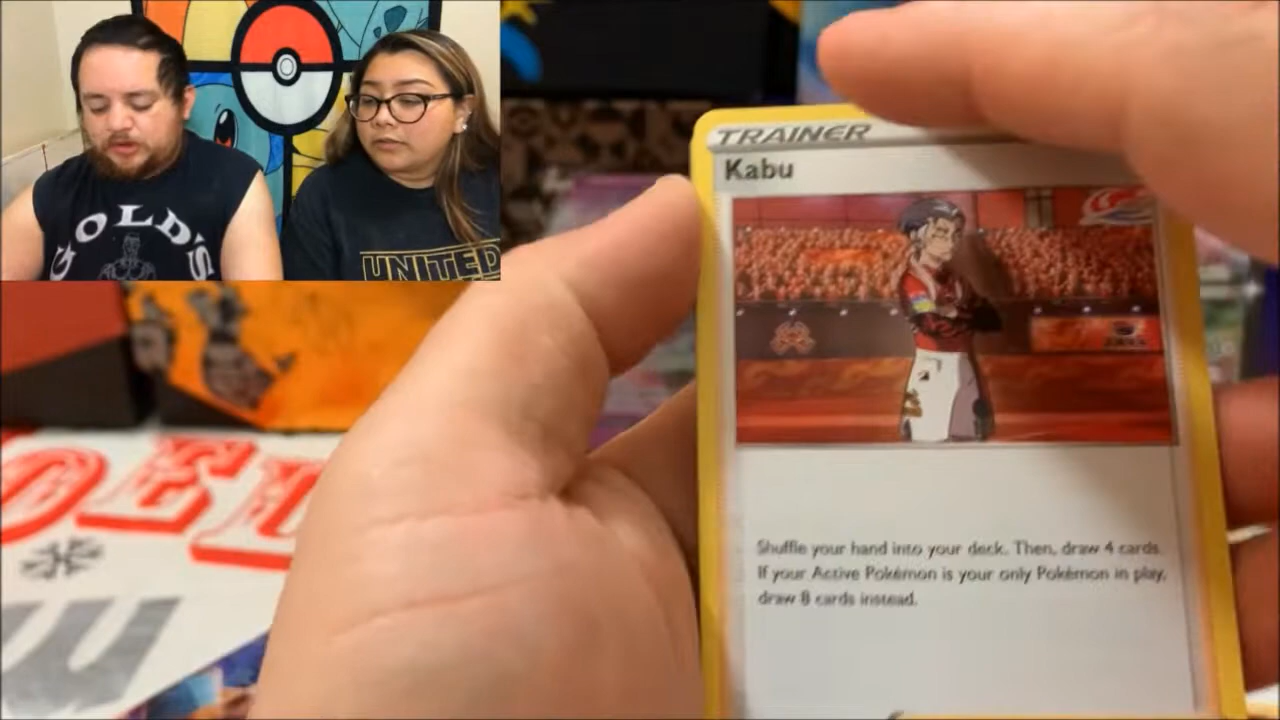 GOLD'S
UNITED
TRAINER
Kabu
Shuffle your hand into your deck. Then, draw 4 cards.
If your Active Pokémon is your only Pokémon in play,
draw 8 cards instead.